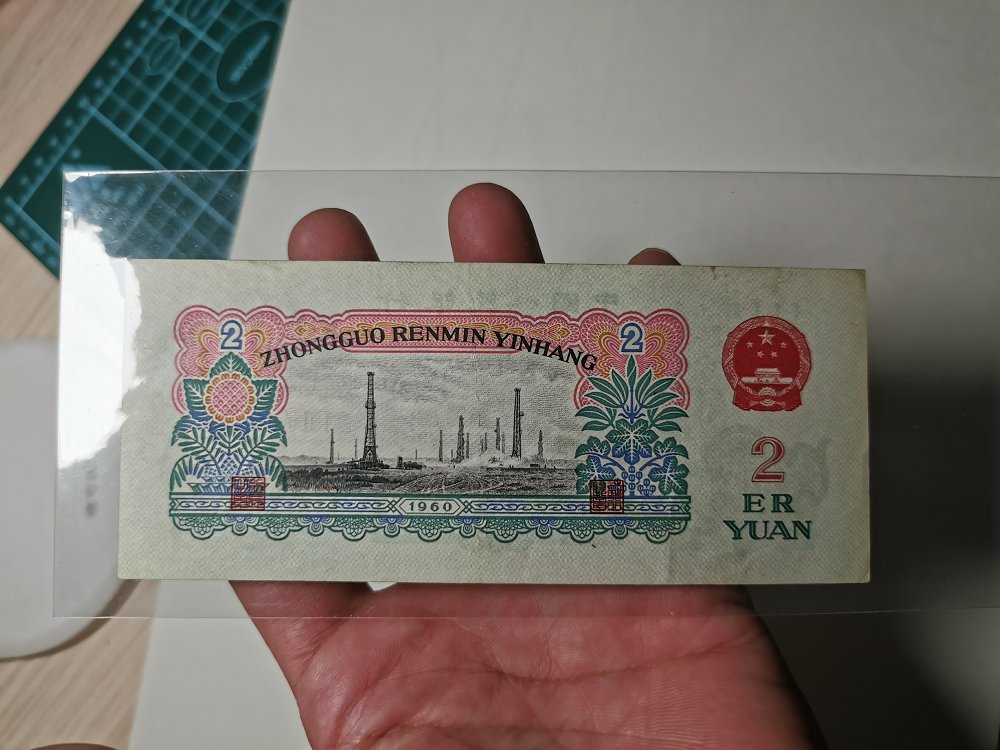 2 2
ZHONGGUO RENMIN YINHANG
1960
2
ER
YUAN